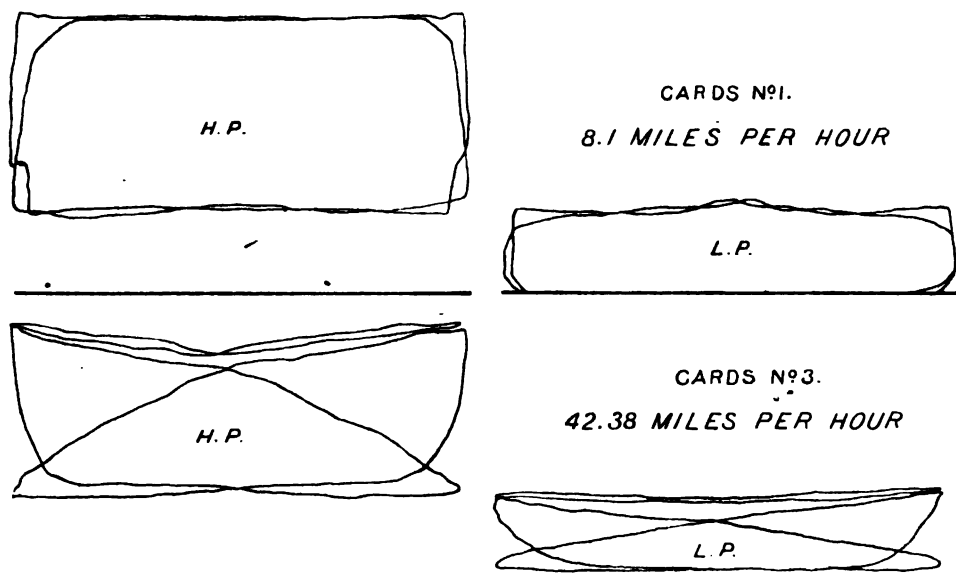 H.P.
CARDS Nº1.
8.1 MILES PER HOUR
L.P.
H.P.
CARDS Nº3.
42.38 MILES PER HOUR
L.P.